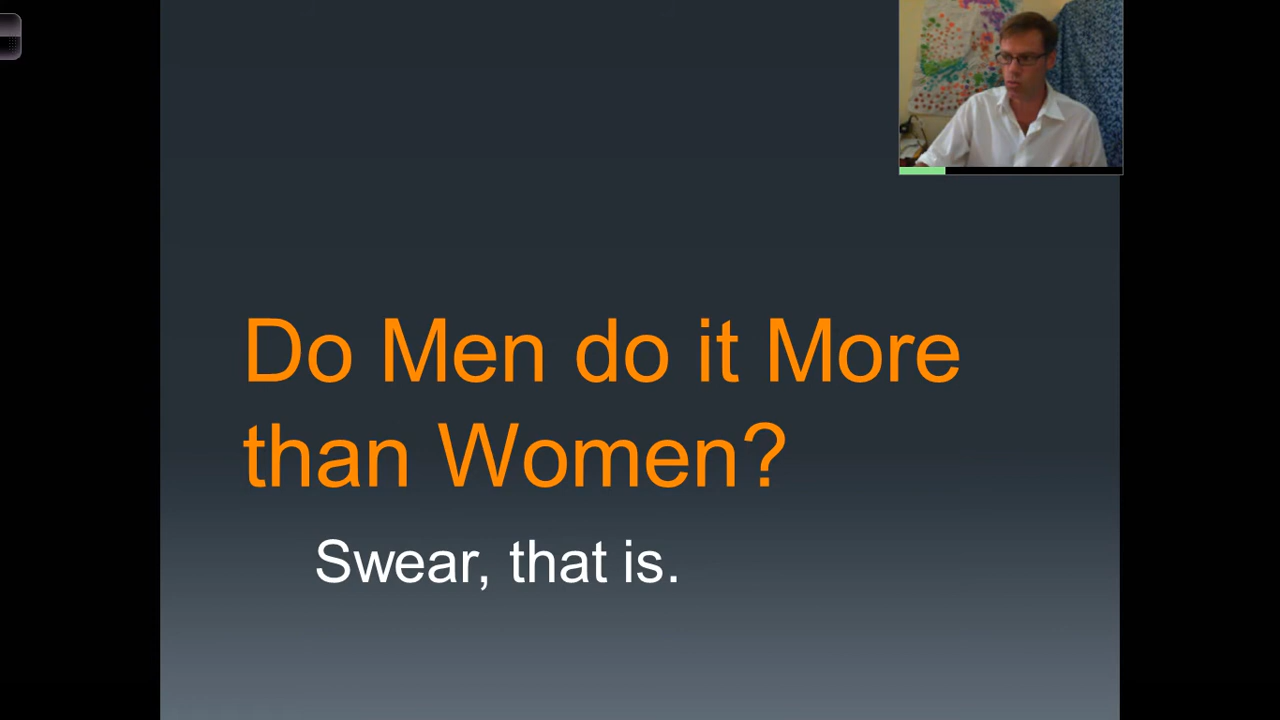 Do Men do it More
than Women?
Swear, that is.